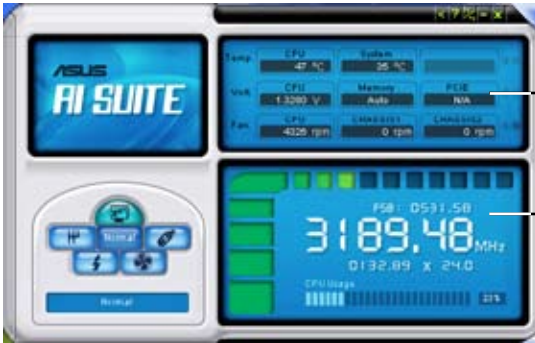 ASUS
AI SUITE
Temp.
CPU
47 °C
System
35 °C
Volt.
CPU
1.3280 V
Memory
Auto
PCIE
N/A
Fan.
CPU
4026 rpm
CHASSIS1
0 rpm
CHASSIS2
0 rpm
FSB: 0531.58
3189.48 MHz
0132.89 x 24.0
CPU Usage
Normal
Normal